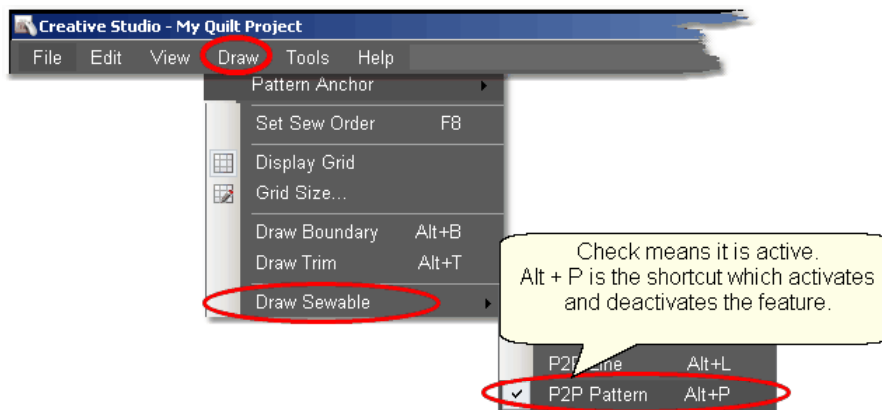 Creative Studio - My Quilt Project
File Edit View Draw Tools Help
Pattern Anchor
Set Sew Order F8
Display Grid
Grid Size...
Draw Boundary Alt+B
Draw Trim Alt+T
Draw Sewable
Check means it is active.
Alt + P is the shortcut which activates
and deactivates the feature.
P2P Line Alt+L
P2P Pattern Alt+P